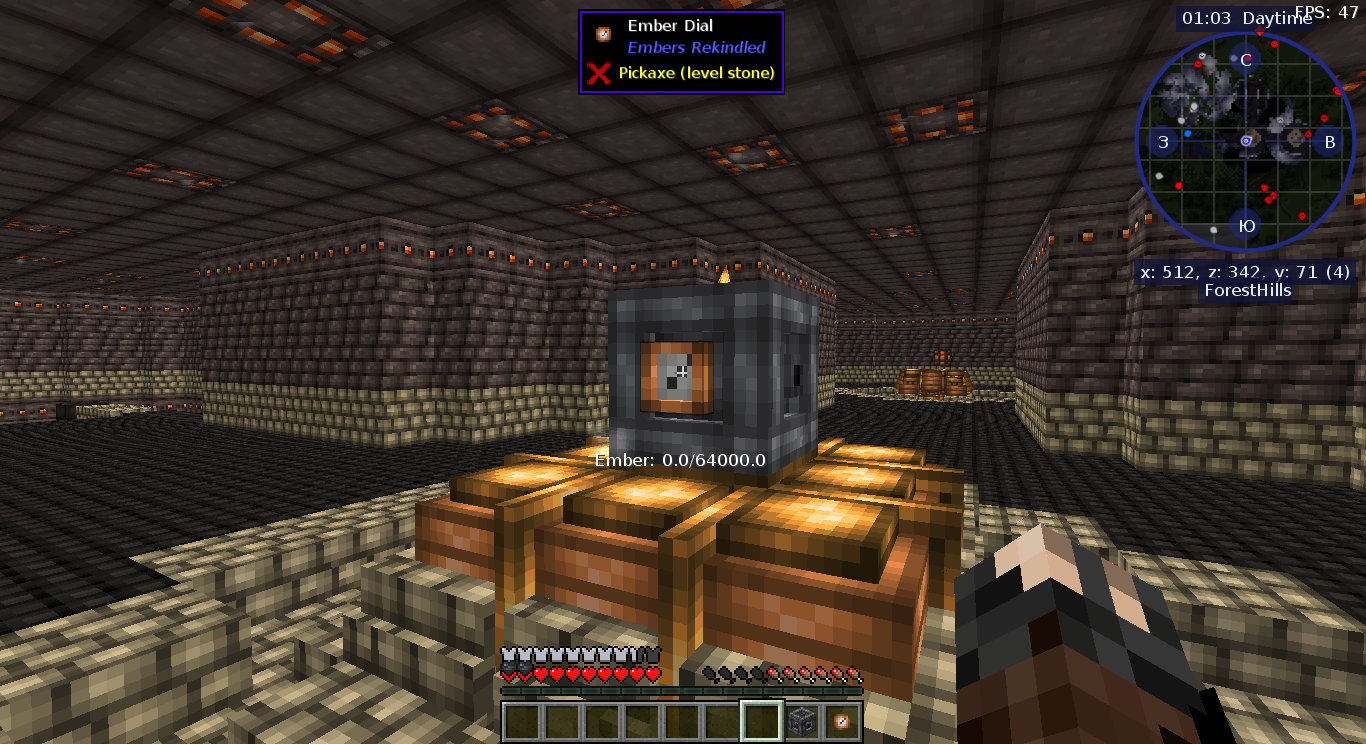 Ember Dial
Embers Rekindled
Pickaxe (level stone)
01:03 Daytime
FPS: 47
С
З
В
Ю
x: 512, z: 342, v: 71 (4)
ForestHills
Ember: 0.0/64000.0